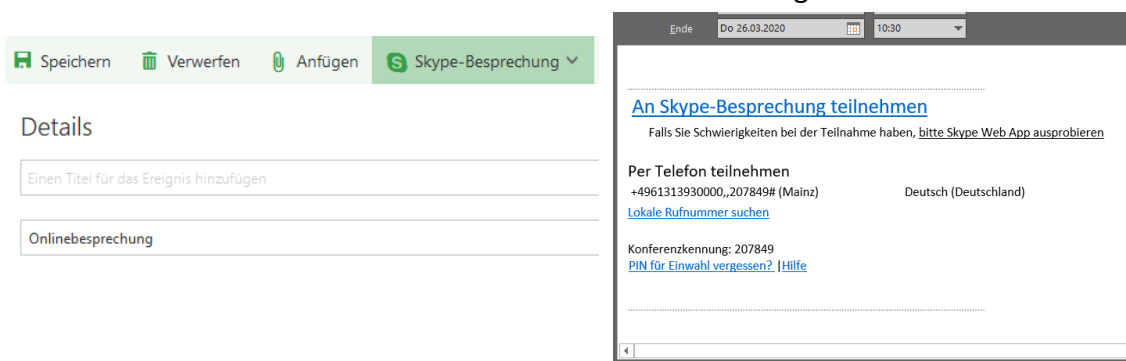 Speichern Verwerfen Anfügen Skype-Besprechung
Details
Einen Titel für das Ereignis hinzufügen
Onlinebesprechung
Ende Do 26.03.2020 10:30
An Skype-Besprechung teilnehmen
Falls Sie Schwierigkeiten bei der Teilnahme haben, bitte Skype Web App ausprobieren
Per Telefon teilnehmen
+4961313930000,,207849# (Mainz) Deutsch (Deutschland)
Lokale Rufnummer suchen
Konferenzkennung: 207849
PIN für Einwahl vergessen? |Hilfe